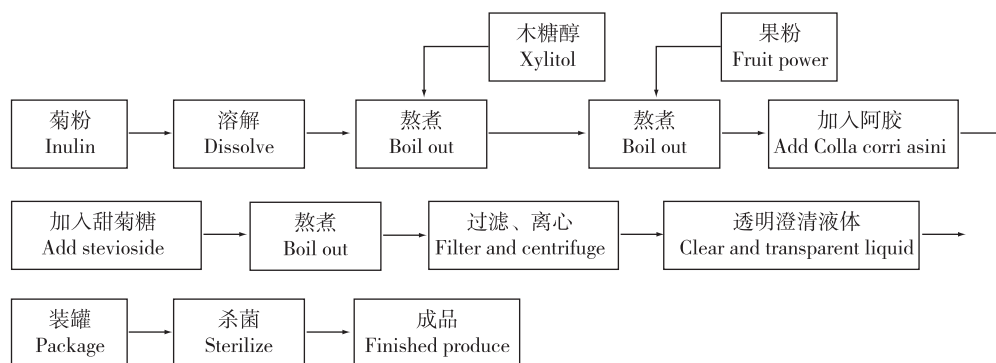 木糖醇
Xylitol
果粉
Fruit power
菊粉
Inulin
溶解
Dissolve
熬煮
Boil out
熬煮
Boil out
加入阿胶
Add Colla corri asini
加入甜菊糖
Add stevioside
熬煮
Boil out
过滤、离心
Filter and centrifuge
透明澄清液体
Clear and transparent liquid
装罐
Package
杀菌
Sterilize
成品
Finished produce